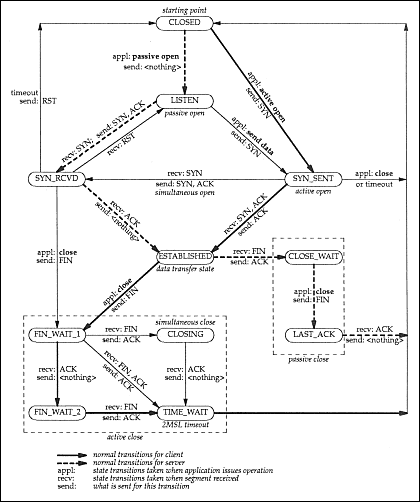 starting point
CLOSED
appl: passive open
send: <nothing>
appl: active open
send: SYN
timeout
send: RST
LISTEN
passive open
recv: SYN; send: SYN, ACK
recv: RST
appl: send data
send: SYN
SYN_RCVD
recv: SYN
send: SYN, ACK
simultaneous open
SYN_SENT
active open
appl: close
or timeout
recv: ACK
send: <nothing>
recv: SYN, ACK
send: ACK
appl: close
send: FIN
ESTABLISHED
data transfer state
recv: FIN
send: ACK
CLOSE_WAIT
appl: close
send: FIN
appl: close
send: FIN
LAST_ACK
recv: ACK
send: <nothing>
passive close
simultaneous close
FIN_WAIT_1
recv: FIN
send: ACK
CLOSING
recv: ACK
send: <nothing>
recv: FIN, ACK
send: ACK
recv: ACK
send: <nothing>
FIN_WAIT_2
recv: FIN
send: ACK
TIME_WAIT
2MSL timeout
active close
normal transitions for client
normal transitions for server
appl: state transitions taken when application issues operation
recv: state transitions taken when segment received
send: what is sent for this transition